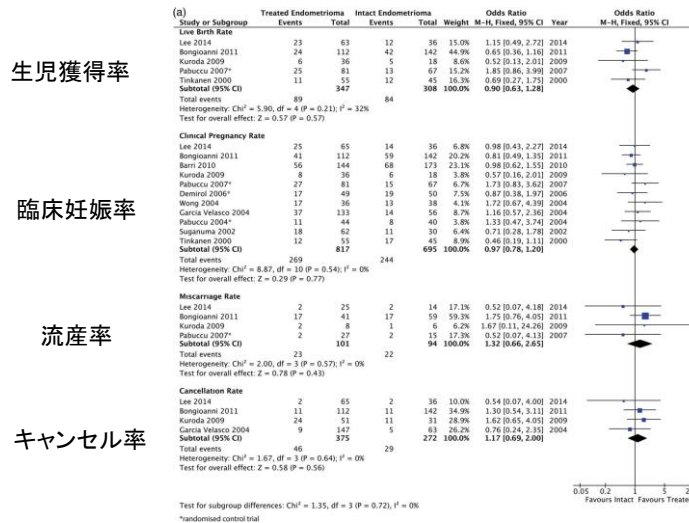 (a)
Treated Endometrioma Intact Endometrioma Odds Ratio Odds Ratio
Study or Subgroup Events Total Events Total Weight M-H, Fixed, 95% CI Year M-H, Fixed, 95% CI
生児獲得率
Live Birth Rate
Lee 2014 23 63 12 36 15.0% 1.15 [0.49, 2.72] 2014
Bongioanni 2011 24 112 42 142 44.9% 0.65 [0.36, 1.16] 2011
Kuroda 2009 6 36 5 18 9.1% 0.52 [0.13, 2.01] 2009
Pabuccu 2007* 25 81 13 67 15.6% 1.85 [0.86, 3.99] 2007
Tinkanen 2000 11 55 12 45 16.5% 0.69 [0.27, 1.75] 2000
Subtotal (95% CI) 347 308 100.0% 0.90 [0.63, 1.28]
Total events 89 84
Heterogeneity: Chi² = 5.90, df = 4 (P = 0.21); I² = 32%
Test for overall effect: Z = 0.57 (P = 0.57)
臨床妊娠率
Clinical Pregnancy Rate
Lee 2014 25 65 14 36 6.8% 0.98 [0.43, 2.27] 2014
Bongioanni 2011 41 112 59 142 20.2% 0.81 [0.49, 1.35] 2011
Barri 2010 56 144 68 173 23.1% 0.98 [0.62, 1.55] 2010
Kuroda 2009 8 36 6 18 3.9% 0.57 [0.16, 2.01] 2009
Pabuccu 2007* 27 81 15 67 6.8% 1.73 [0.83, 3.62] 2007
Demirol 2006* 17 49 19 50 7.6% 0.87 [0.38, 1.97] 2006
Wong 2004 17 36 13 38 4.1% 1.72 [0.67, 4.39] 2004
Garcia Velasco 2004 37 133 14 56 8.8% 1.16 [0.57, 2.36] 2004
Pabuccu 2004* 11 44 8 40 3.9% 1.33 [0.47, 3.74] 2004
Suganuma 2002 18 62 11 30 6.5% 0.71 [0.28, 1.78] 2002
Tinkanen 2000 12 55 17 45 9.1% 0.46 [0.19, 1.11] 2000
Subtotal (95% CI) 817 695 100.0% 0.97 [0.78, 1.20]
Total events 269 244
Heterogeneity: Chi² = 8.87, df = 10 (P = 0.54); I² = 0%
Test for overall effect: Z = 0.29 (P = 0.77)
流産率
Miscarriage Rate
Lee 2014 2 25 2 14 17.1% 0.52 [0.07, 4.18] 2014
Bongioanni 2011 17 41 17 59 57.9% 1.75 [0.76, 4.05] 2011
Kuroda 2009 2 8 1 6 6.0% 1.67 [0.11, 24.26] 2009
Pabuccu 2007* 2 27 2 15 17.1% 0.52 [0.07, 4.13] 2007
Subtotal (95% CI) 101 94 100.0% 1.32 [0.66, 2.65]
Total events 23 22
Heterogeneity: Chi² = 2.00, df = 3 (P = 0.57); I² = 0%
Test for overall effect: Z = 0.78 (P = 0.43)
キャンセル率
Cancellation Rate
Lee 2014 2 65 2 36 10.0% 0.54 [0.07, 4.00] 2014
Bongioanni 2011 11 112 11 142 34.9% 1.30 [0.54, 3.11] 2011
Kuroda 2009 24 51 11 31 28.9% 1.62 [0.65, 4.05] 2009
Garcia Velasco 2004 9 147 5 63 26.2% 0.76 [0.24, 2.35] 2004
Subtotal (95% CI) 375 272 100.0% 1.17 [0.69, 2.00]
Total events 46 29
Heterogeneity: Chi² = 1.67, df = 3 (P = 0.64); I² = 0%
Test for overall effect: Z = 0.58 (P = 0.56)
0.05 0.2 1 5 2
Favours Intact Favours Treate
Test for subgroup differences: Chi² = 1.35, df = 3 (P = 0.72), I² = 0%
*randomised control trial